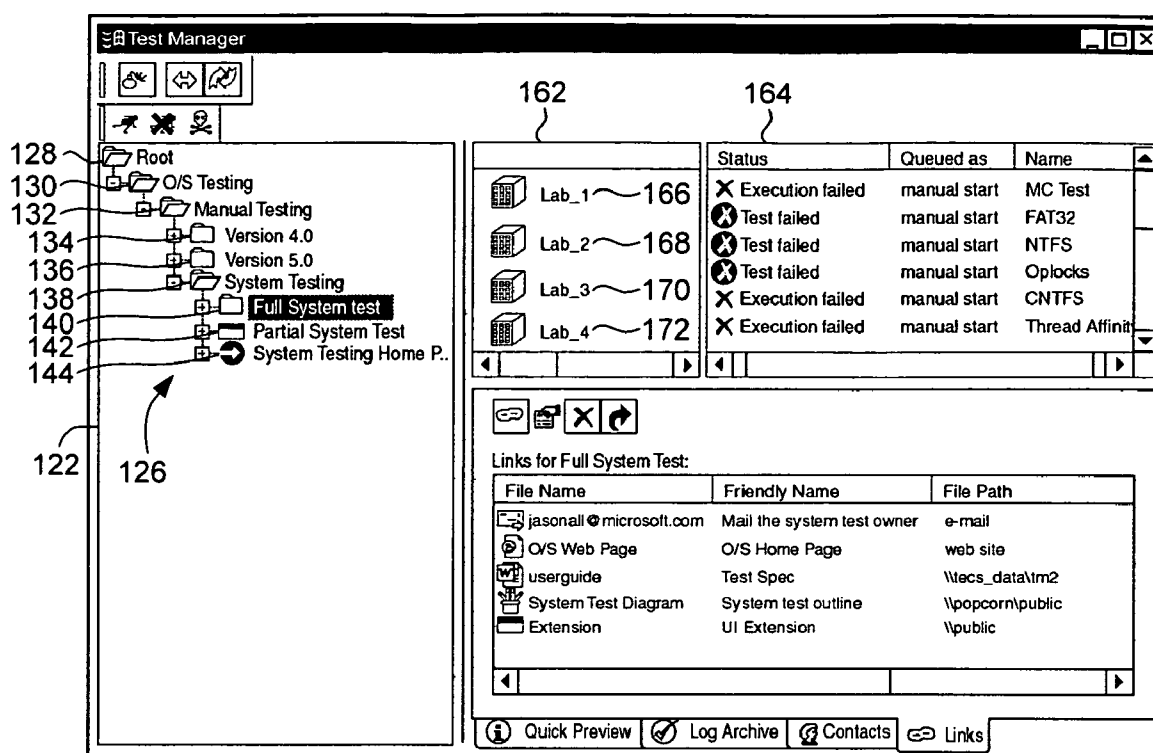 Test Manager
162
164
128
Root
130
O/S Testing
132
Manual Testing
134
Version 4.0
136
Version 5.0
138
System Testing
140
Full System test
142
Partial System Test
144
System Testing Home P..
122
126
Lab_1 166
Lab_2 168
Lab_3 170
Lab_4 172
Status Queued as Name
Execution failed manual start MC Test
Test failed manual start FAT32
Test failed manual start NTFS
Test failed manual start Oplocks
Execution failed manual start CNTFS
Execution failed manual start Thread Affinit
Links for Full System Test:
File Name Friendly Name File Path
jasonall@microsoft.com Mail the system test owner e-mail
O/S Web Page O/S Home Page web site
userguide Test Spec \\tecs_data\tm2
System Test Diagram System test outline \\popcorn\public
Extension UI Extension \\public
Quick Preview Log Archive Contacts Links